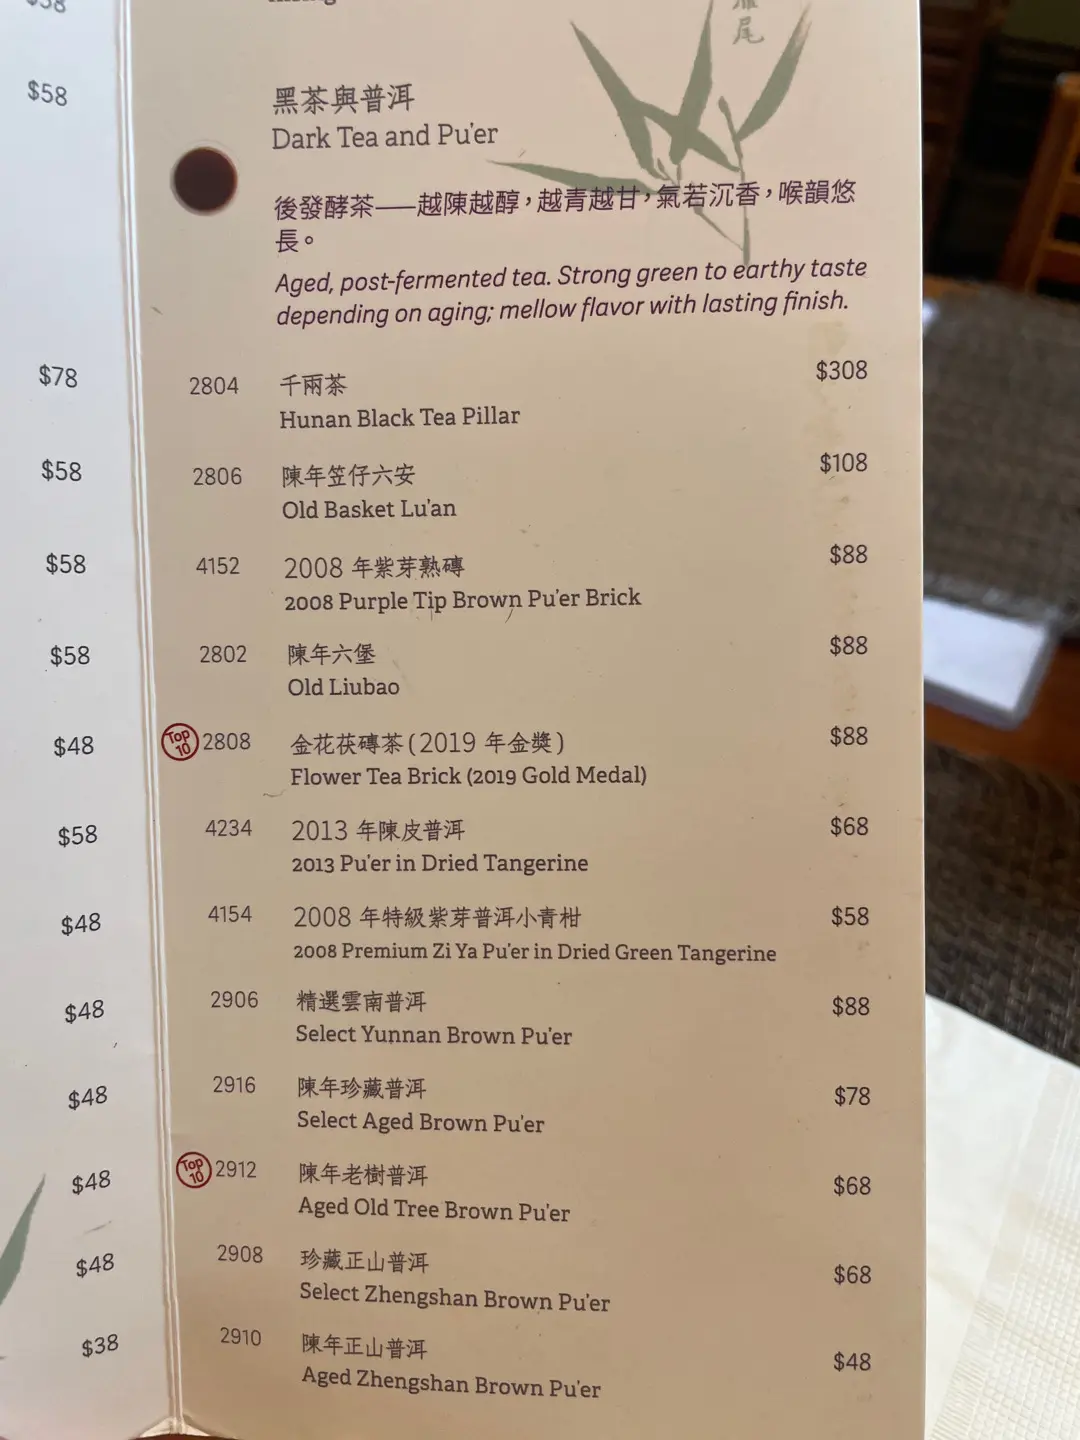 $58
$78
$58
$58
$58
$48
$58
$48
$48
$48
$48
$48
$38
尾
黑茶與普洱
Dark Tea and Pu'er
後發酵茶——越陳越醇，越青越甘，氣若沉香，喉韻悠
長。
Aged, post-fermented tea. Strong green to earthy taste
depending on aging; mellow flavor with lasting finish.
2804 千兩茶 $308
Hunan Black Tea Pillar
2806 陳年笠仔六安 $108
Old Basket Lu'an
4152 2008 年紫芽熟磚 $88
2008 Purple Tip Brown Pu'er Brick
2802 陳年六堡 $88
Old Liubao
Top
10
2808 金花茯磚茶(2019 年金獎) $88
Flower Tea Brick (2019 Gold Medal)
4234 2013 年陳皮普洱 $68
2013 Pu'er in Dried Tangerine
4154 2008 年特級紫芽普洱小青柑 $58
2008 Premium Zi Ya Pu'er in Dried Green Tangerine
2906 精選雲南普洱 $88
Select Yunnan Brown Pu'er
2916 陳年珍藏普洱 $78
Select Aged Brown Pu'er
Top
10
2912 陳年老樹普洱 $68
Aged Old Tree Brown Pu'er
2908 珍藏正山普洱 $68
Select Zhengshan Brown Pu'er
2910 陳年正山普洱 $48
Aged Zhengshan Brown Pu'er